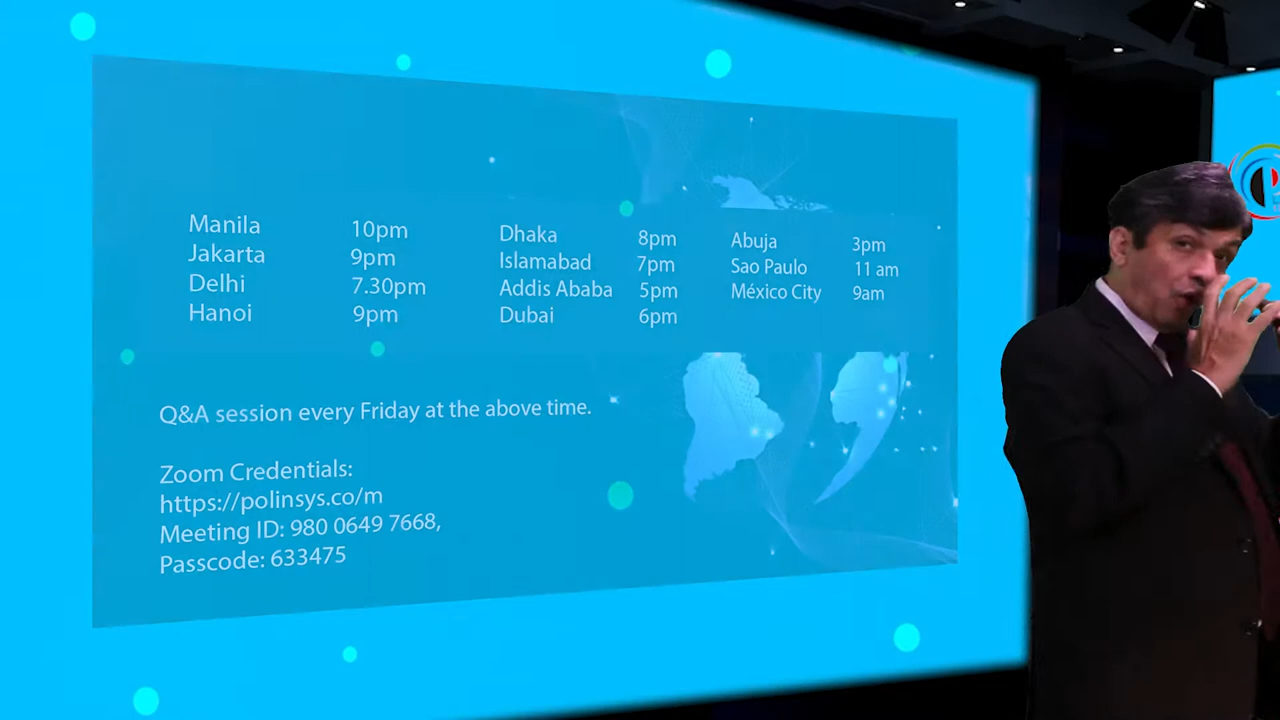 Manila 10pm
Jakarta 9pm
Delhi 7.30pm
Hanoi 9pm
Dhaka 8pm
Islamabad 7pm
Addis Ababa 5pm
Dubai 6pm
Abuja 3pm
Sao Paulo 11 am
México City 9am
Q&A session every Friday at the above time.
Zoom Credentials:
https://polinsys.co/m
Meeting ID: 980 0649 7668,
Passcode: 633475